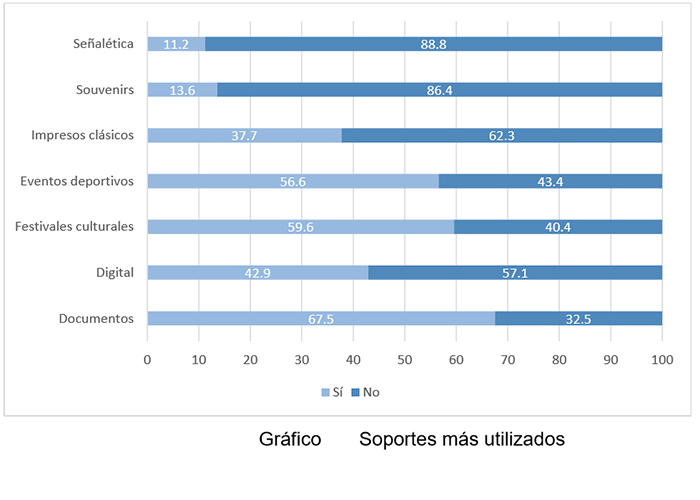 Señalética 11.2 88.8
Souvenirs 13.6 86.4
Impresos clásicos 37.7 62.3
Eventos deportivos 56.6 43.4
Festivales culturales 59.6 40.4
Digital 42.9 57.1
Documentos 67.5 32.5
0 10 20 30 40 50 60 70 80 90 100
Sí No
Gráfico Soportes más utilizados